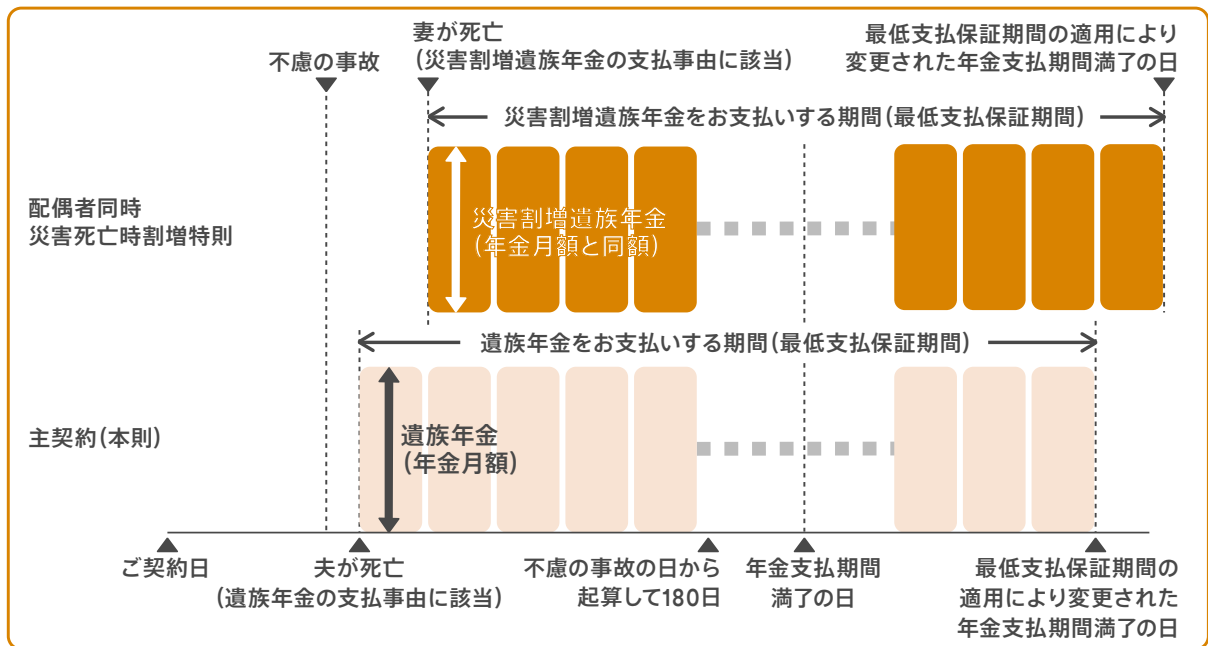 不慮の事故
妻が死亡
(災害割増遺族年金の支払事由に該当)
最低支払保証期間の適用により
変更された年金支払期間満了の日
災害割増遺族年金をお支払いする期間(最低支払保証期間)
配偶者同時
災害死亡時割増特則
災害割増遺族年金
(年金月額と同額)
遺族年金をお支払いする期間(最低支払保証期間)
主契約(本則)
遺族年金
(年金月額)
ご契約日
夫が死亡
(遺族年金の支払事由に該当)
不慮の事故の日から
起算して180日
年金支払期間
満了の日
最低支払保証期間の
適用により変更された
年金支払期間満了の日